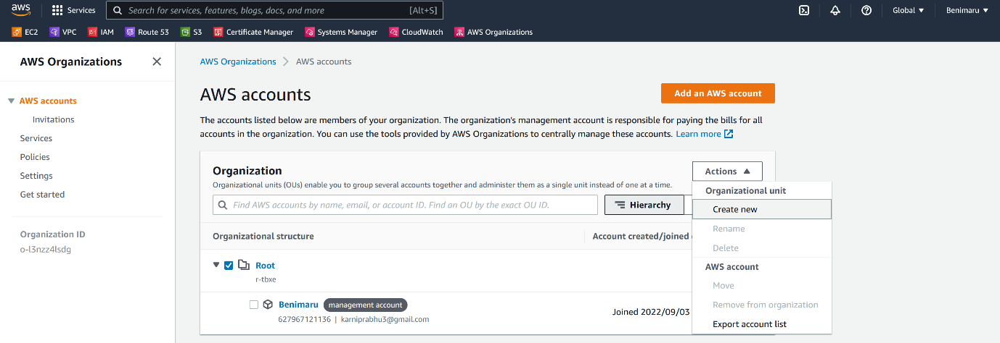 aws
Services
Search for services, features, blogs, docs, and more
[Alt+S]
Global
Benimaru
EC2
VPC
IAM
Route 53
S3
Certificate Manager
Systems Manager
CloudWatch
AWS Organizations
AWS Organizations
AWS accounts
Invitations
Services
Policies
Settings
Get started
Organization ID
o-l3nzz4lsdg
AWS Organizations
AWS accounts
AWS accounts
Add an AWS account
The accounts listed below are members of your organization. The organization's management account is responsible for paying the bills for all
accounts in the organization. You can use the tools provided by AWS Organizations to centrally manage these accounts. Learn more
Organization
Organizational units (OUs) enable you to group several accounts together and administer them as a single unit instead of one at a time.
Find AWS accounts by name, email, or account ID. Find an OU by the exact OU ID.
Hierarchy
Actions
Organizational unit
Create new
Rename
Delete
AWS account
Move
Remove from organization
Export account list
Organizational structure
Account created/joined
Root
r-tbxe
Benimaru
management account
627967121136 | karniprabhu3@gmail.com
Joined 2022/09/03